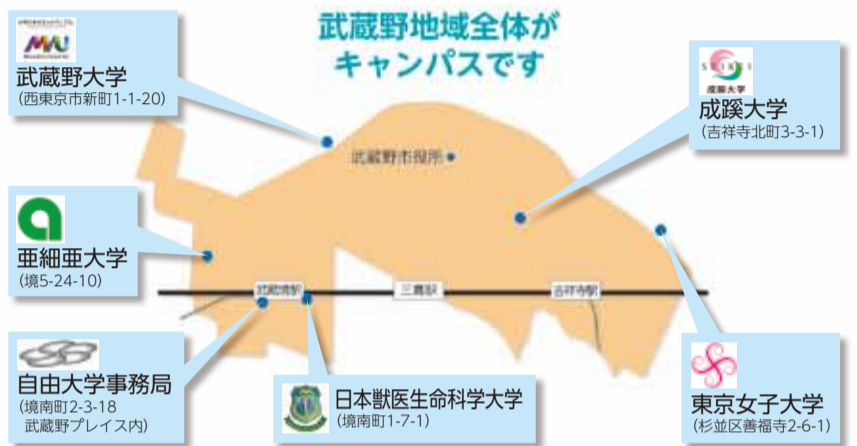 武蔵野地域全体が
キャンパスです
武蔵野大学
(西東京市新町1-1-20)
SEIKEI
成蹊大学
成蹊大学
(吉祥寺北町3-3-1)
武蔵野市役所
亜細亜大学
(境5-24-10)
武蔵境駅
三鷹駅
吉祥寺駅
自由大学事務局
(境南町2-3-18
武蔵野プレイス内)
日本獣医生命科学大学
(境南町1-7-1)
東京女子大学
(杉並区善福寺2-6-1)